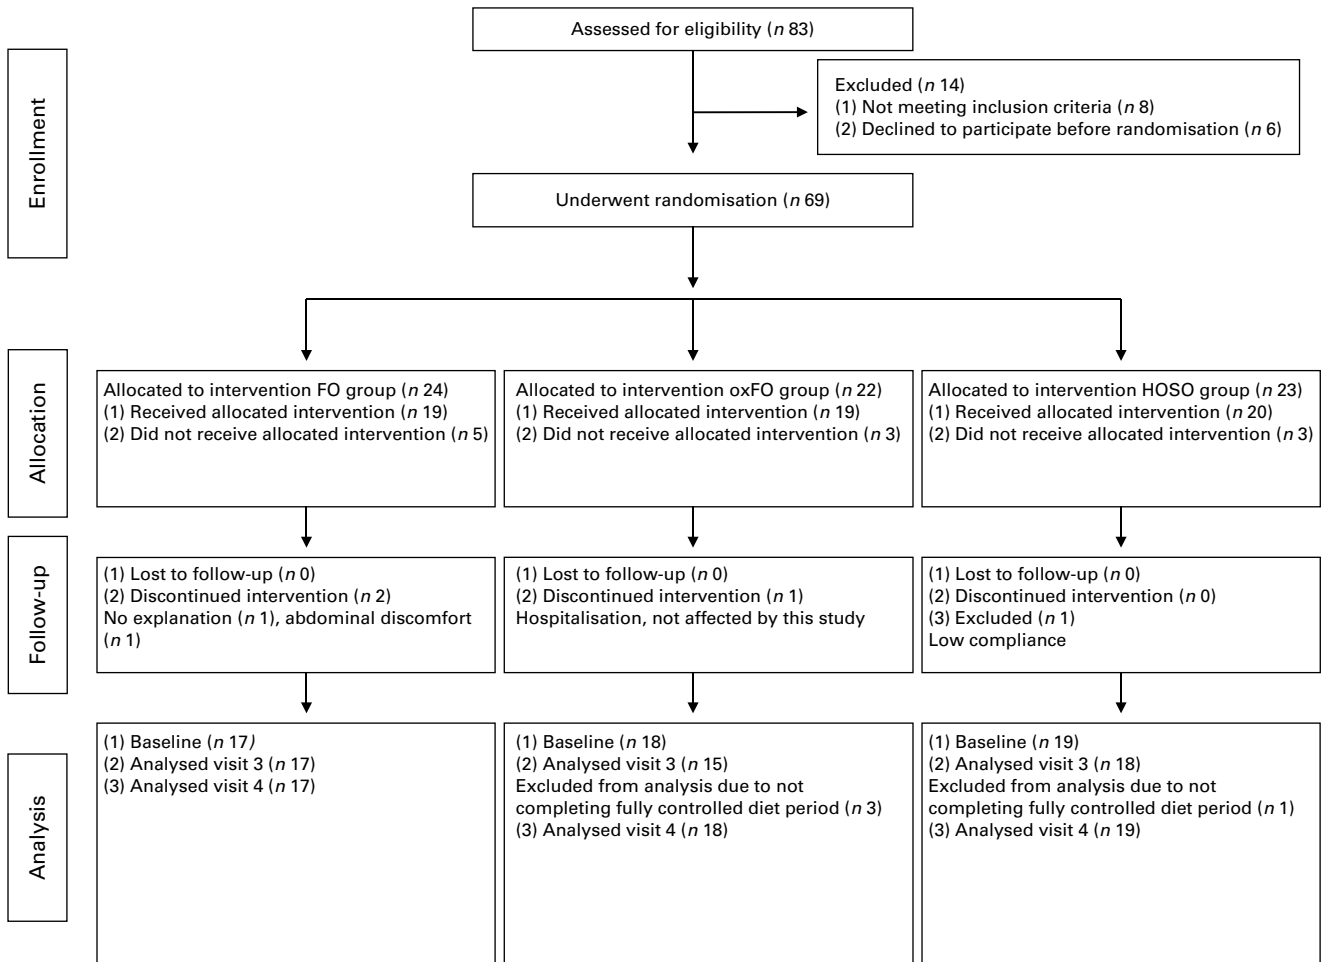 Assessed for eligibility (n 83)
Enrollment
Excluded (n 14)
(1) Not meeting inclusion criteria (n 8)
(2) Declined to participate before randomisation (n 6)
Underwent randomisation (n 69)
Allocation
Allocated to intervention FO group (n 24)
(1) Received allocated intervention (n 19)
(2) Did not receive allocated intervention (n 5)
Allocated to intervention oxFO group (n 22)
(1) Received allocated intervention (n 19)
(2) Did not receive allocated intervention (n 3)
Allocated to intervention HOSO group (n 23)
(1) Received allocated intervention (n 20)
(2) Did not receive allocated intervention (n 3)
Follow-up
(1) Lost to follow-up (n 0)
(2) Discontinued intervention (n 2)
No explanation (n 1), abdominal discomfort
(n 1)
(1) Lost to follow-up (n 0)
(2) Discontinued intervention (n 1)
Hospitalisation, not affected by this study
(1) Lost to follow-up (n 0)
(2) Discontinued intervention (n 0)
(3) Excluded (n 1)
Low compliance
Analysis
(1) Baseline (n 17)
(2) Analysed visit 3 (n 17)
(3) Analysed visit 4 (n 17)
(1) Baseline (n 18)
(2) Analysed visit 3 (n 15)
Excluded from analysis due to not
completing fully controlled diet period (n 3)
(3) Analysed visit 4 (n 18)
(1) Baseline (n 19)
(2) Analysed visit 3 (n 18)
Excluded from analysis due to not
completing fully controlled diet period (n 1)
(3) Analysed visit 4 (n 19)